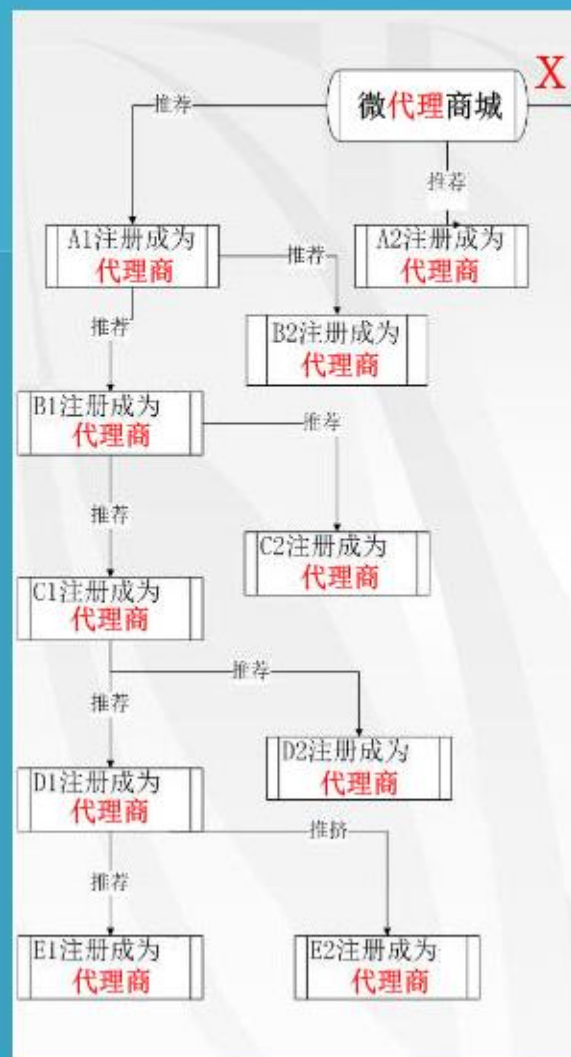 X
微代理商城
推荐
推荐
A1注册成为
代理商
A2注册成为
代理商
推荐
推荐
B2注册成为
代理商
B1注册成为
代理商
推荐
推荐
C2注册成为
代理商
C1注册成为
代理商
推荐
推荐
D2注册成为
代理商
D1注册成为
代理商
推挤
推荐
E1注册成为
代理商
E2注册成为
代理商